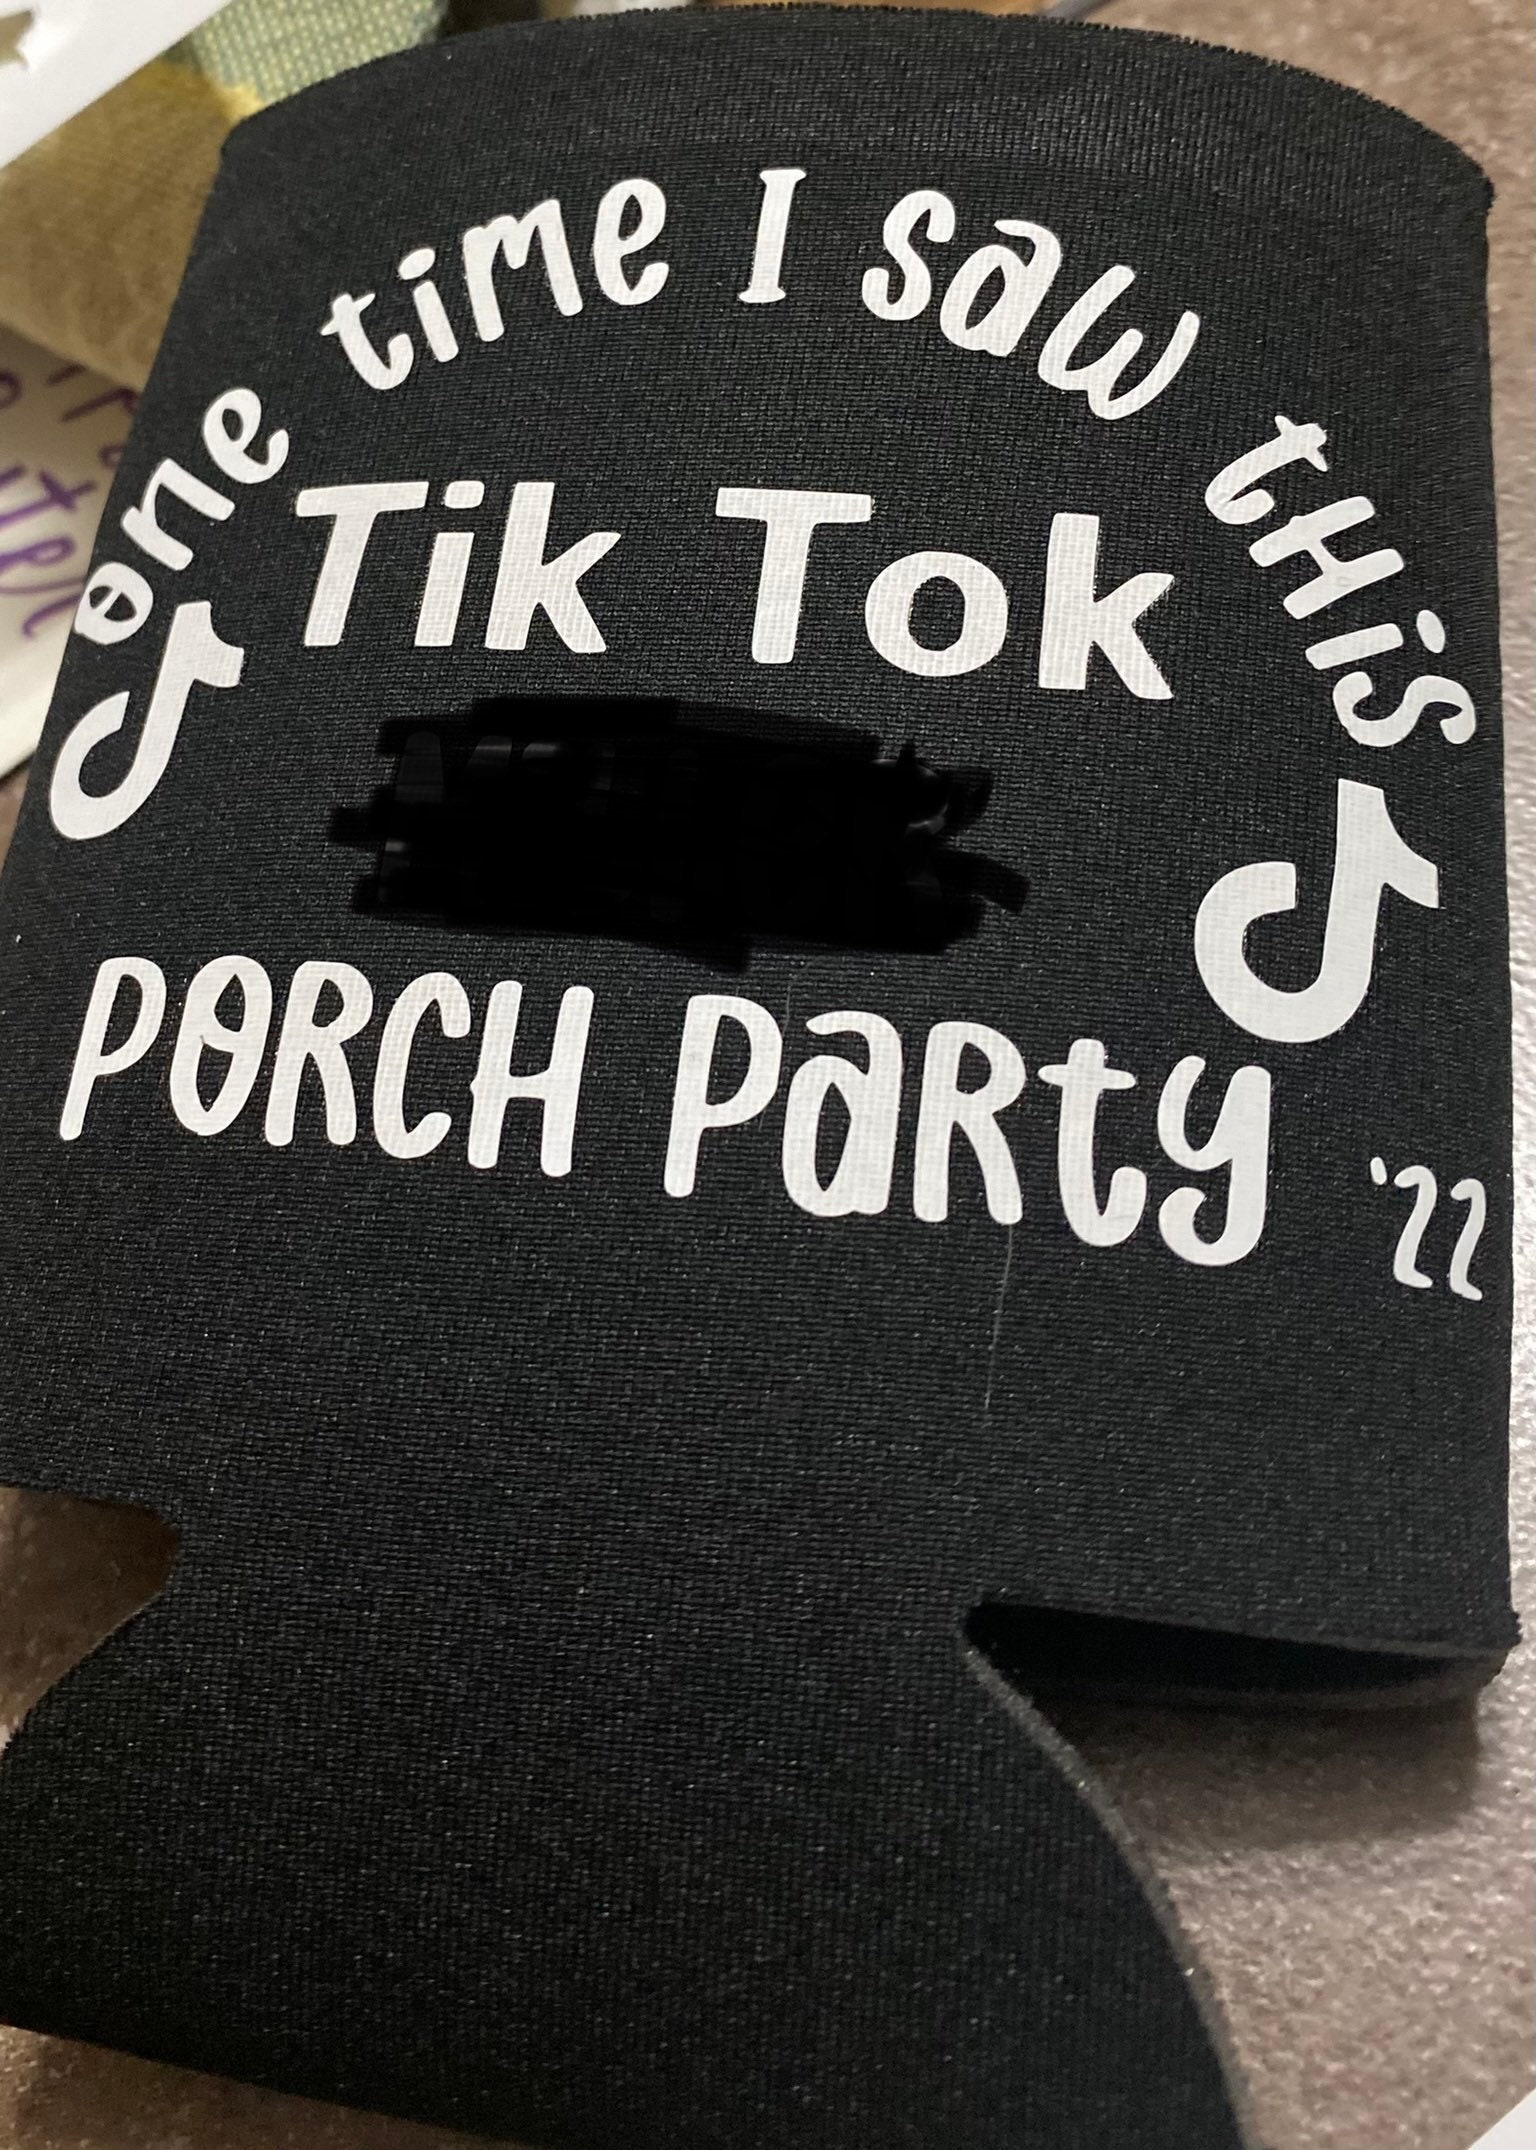 one time I saw tHis
Tik Tok
PORCH Party
'22